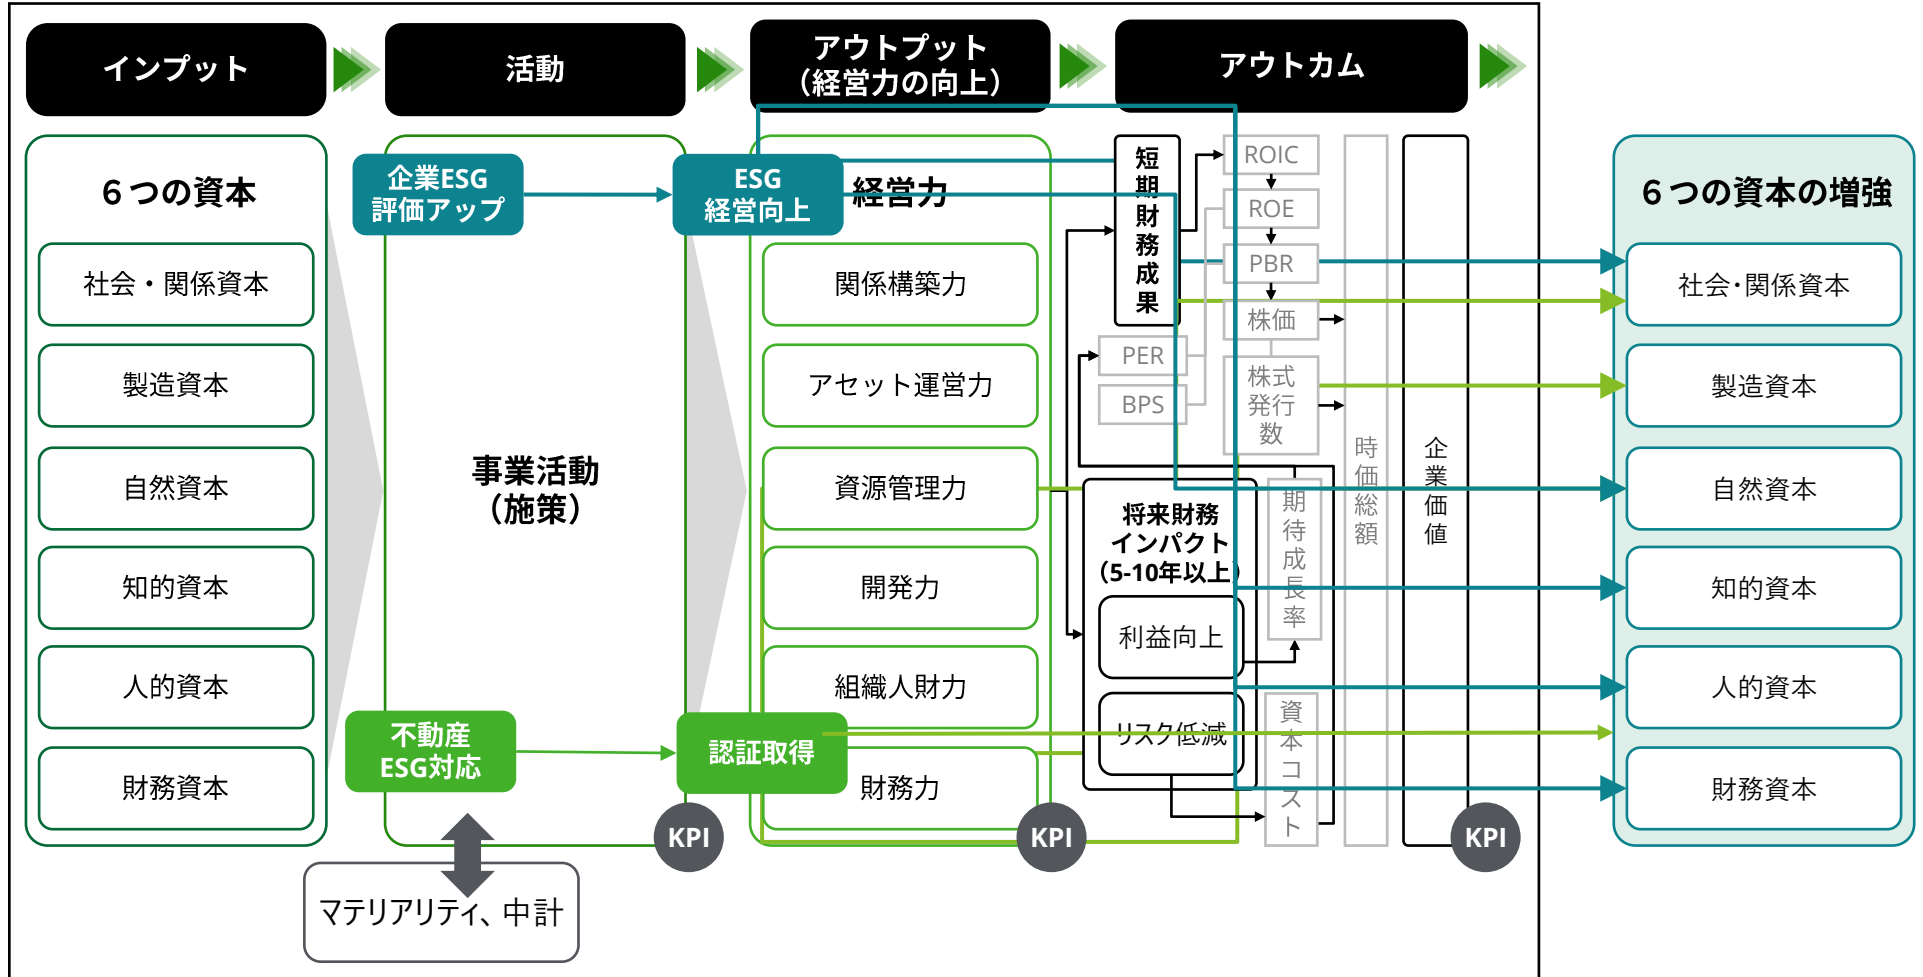 インプット
活動
アウトプット
（経営力の向上）
アウトカム
６つの資本
社会・関係資本
製造資本
自然資本
知的資本
人的資本
財務資本
企業ESG
評価アップ
事業活動
（施策）
不動産
ESG対応
KPI
マテリアリティ、中計
ESG
経営向上
経営力
関係構築力
アセット運営力
資源管理力
開発力
組織人財力
認証取得
財務力
KPI
短期財務成果
ROIC
ROE
PBR
株価
PER
BPS
株式
発行
数
将来財務
インパクト
（5-10年以上）
利益向上
リスク低減
期待成長率
資本コスト
時価総額
企業価値
KPI
６つの資本の増強
社会・関係資本
製造資本
自然資本
知的資本
人的資本
財務資本